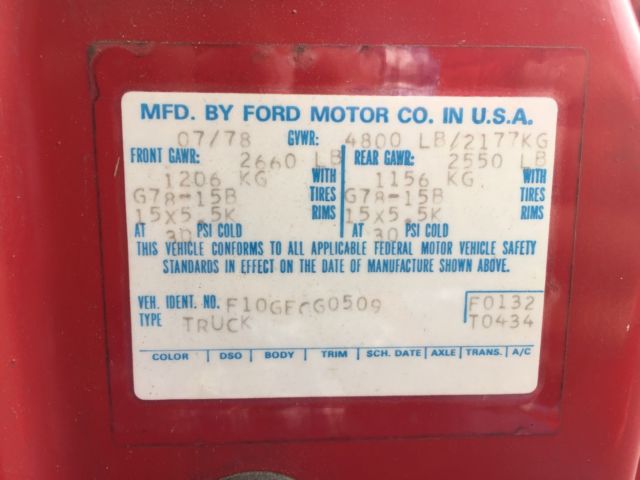 MFD. BY FORD MOTOR CO. IN U.S.A.
07/78 GVWR: 4800 LB/2177KG
FRONT GAWR: 2660 LB REAR GAWR: 2550 LB
1206 KG WITH 1156 KG WITH
G78-15B TIRES G78-15B TIRES
15X5.5K RIMS 15X5.5K RIMS
AT 30 PSI COLD AT 30 PSI COLD
THIS VEHICLE CONFORMS TO ALL APPLICABLE FEDERAL MOTOR VEHICLE SAFETY
STANDARDS IN EFFECT ON THE DATE OF MANUFACTURE SHOWN ABOVE.
VEH. IDENT. NO. F10GECG0509 F0132
TYPE TRUCK T0434
COLOR DSO BODY TRIM SCH. DATE AXLE TRANS. A/C